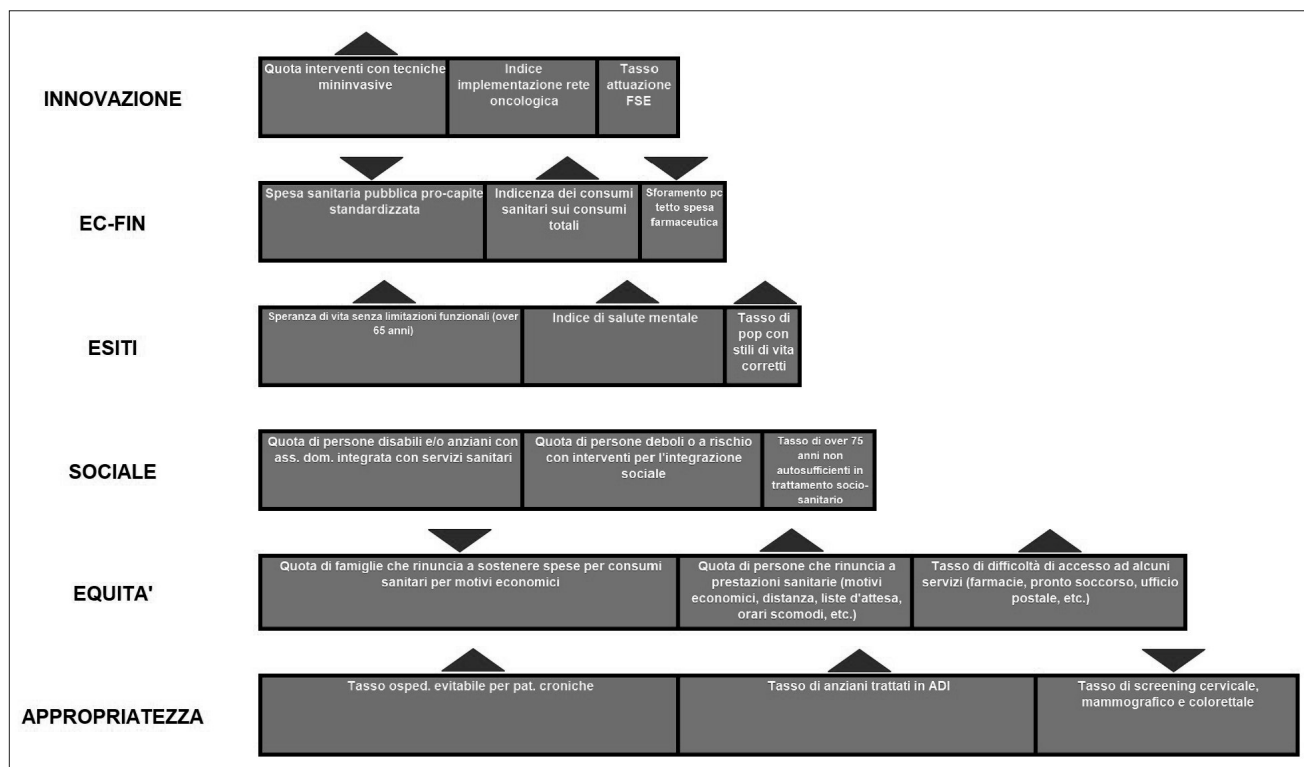 INNOVAZIONE
Quota interventi con tecniche
mininvasive
Indice
implementazione rete
oncologica
Tasso
attuazione
FSE
EC-FIN
Spesa sanitaria pubblica pro-capite
standardizzata
Indicenza dei consumi
sanitari sui consumi
totali
Sforamento pc
tetto spesa
farmaceutica
ESITI
Speranza di vita senza limitazioni funzionali (over
65 anni)
Indice di salute mentale
Tasso di
pop con
stili di vita
corretti
SOCIALE
Quota di persone disabili e/o anziani con
ass. dom. integrata con servizi sanitari
Quota di persone deboli o a rischio
con interventi per l'integrazione
sociale
Tasso di over 75
anni non
autosufficienti in
trattamento socio-
sanitario
EQUITA'
Quota di famiglie che rinuncia a sostenere spese per consumi
sanitari per motivi economici
Quota di persone che rinuncia a
prestazioni sanitarie (motivi
economici, distanza, liste d'attesa,
orari scomodi, etc.)
Tasso di difficoltà di accesso ad alcuni
servizi (farmacie, pronto soccorso, ufficio
postale, etc.)
APPROPRIATEZZA
Tasso osped. evitabile per pat. croniche
Tasso di anziani trattati in ADI
Tasso di screening cervicale,
mammografico e colorettale